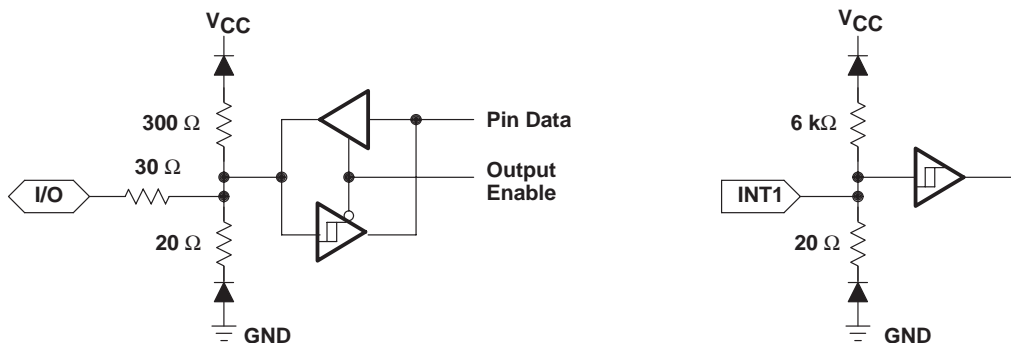 VCC
300 Ω
30 Ω
I/O
20 Ω
GND
Pin Data
Output
Enable
VCC
6 kΩ
INT1
20 Ω
GND